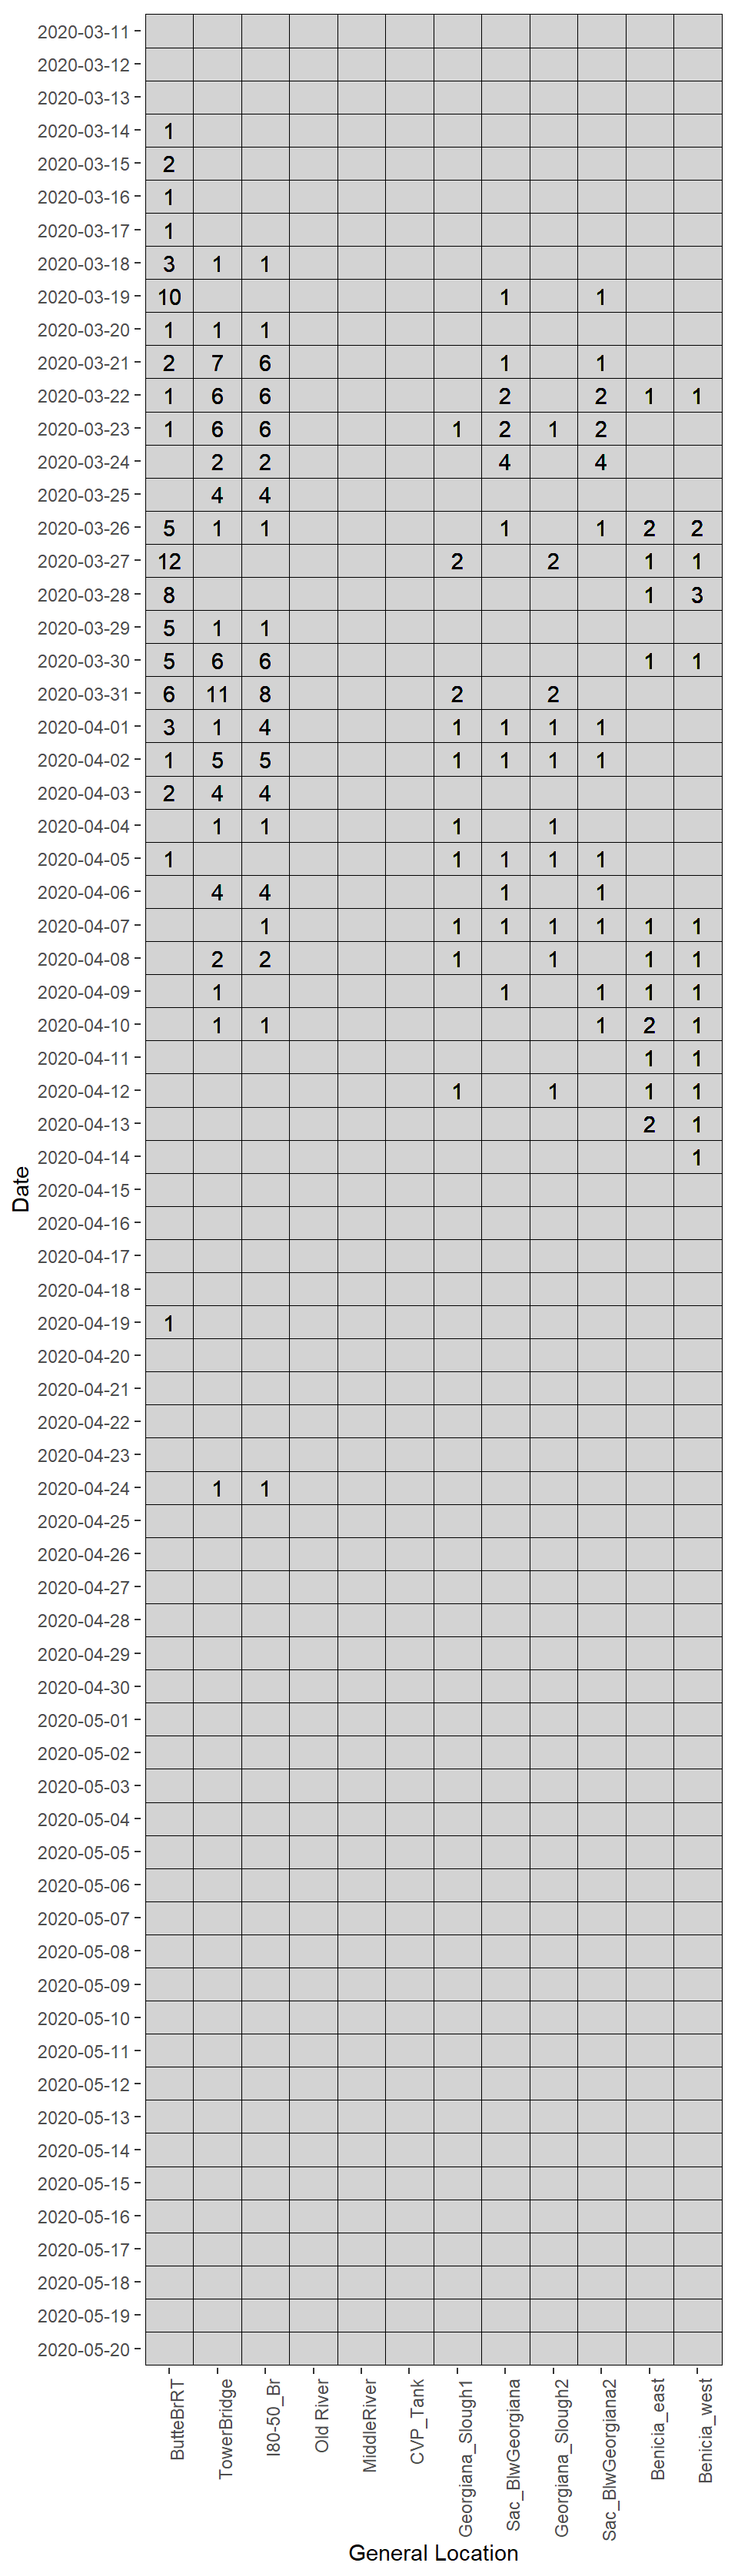 2020-03-11
2020-03-12
2020-03-13
2020-03-14 1
2020-03-15 2
2020-03-16 1
2020-03-17 1
2020-03-18 3 1 1
2020-03-19 10 1 1
2020-03-20 1 1 1
2020-03-21 2 7 6 1 1
2020-03-22 1 6 6 2 2 1 1
2020-03-23 1 6 6 1 2 1 2
2020-03-24 2 2 4 4
2020-03-25 4 4
2020-03-26 5 1 1 1 1 2 2
2020-03-27 12 2 2 1 1
2020-03-28 8 1 3
2020-03-29 5 1 1
2020-03-30 5 6 6 1 1
2020-03-31 6 11 8 2 2
2020-04-01 3 1 4 1 1 1 1
2020-04-02 1 5 5 1 1 1 1
2020-04-03 2 4 4
2020-04-04 1 1 1 1
2020-04-05 1 1 1 1 1
2020-04-06 4 4 1 1
2020-04-07 1 1 1 1 1 1 1
2020-04-08 2 2 1 1 1 1
2020-04-09 1 1 1 1 1
2020-04-10 1 1 1 2 1
2020-04-11 1 1
2020-04-12 1 1 1 1
2020-04-13 2 1
2020-04-14 1
2020-04-15
2020-04-16
2020-04-17
2020-04-18
2020-04-19 1
2020-04-20
2020-04-21
2020-04-22
2020-04-23
2020-04-24 1 1
2020-04-25
2020-04-26
2020-04-27
2020-04-28
2020-04-29
2020-04-30
2020-05-01
2020-05-02
2020-05-03
2020-05-04
2020-05-05
2020-05-06
2020-05-07
2020-05-08
2020-05-09
2020-05-10
2020-05-11
2020-05-12
2020-05-13
2020-05-14
2020-05-15
2020-05-16
2020-05-17
2020-05-18
2020-05-19
2020-05-20
Date
ButteBrRT
TowerBridge
I80-50_Br
Old River
MiddleRiver
CVP_Tank
Georgiana_Slough1
Sac_BlwGeorgiana
Georgiana_Slough2
Sac_BlwGeorgiana2
Benicia_east
Benicia_west
General Location